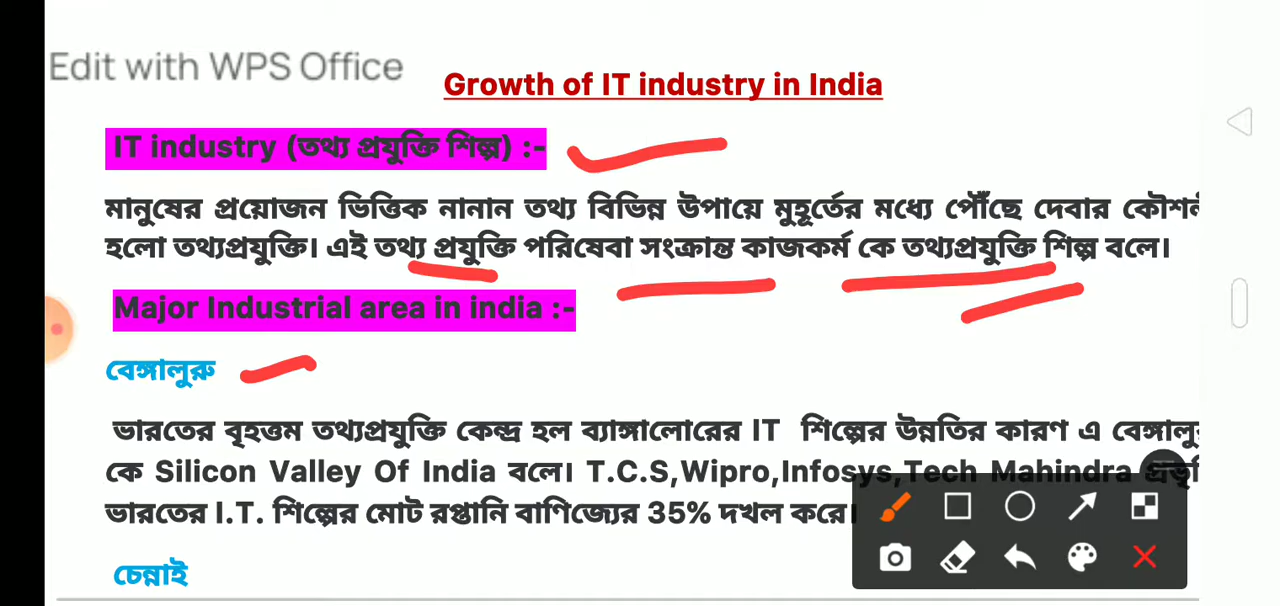 Edit with WPS Office
Growth of IT industry in India
IT industry (তথ্য প্রযুক্তি শিল্প) :-
মানুষের প্রয়োজন ভিত্তিক নানান তথ্য বিভিন্ন উপায়ে মুহূর্তের মধ্যে পৌঁছে দেবার
হলো তথ্যপ্রযুক্তি। এই তথ্য প্রযুক্তি পরিষেবা সংক্রান্ত কাজকর্ম কে তথ্যপ্রযুক্তি শিল্প বলে।
Major Industrial area in india :-
বেঙ্গালুরু
ভারতের বৃহত্তম তথ্যপ্রযুক্তি কেন্দ্র হল ব্যাঙ্গালোরের IT শিল্পের উন্নতির কারণ এ
কে Silicon Valley Of India বলে। T.C.S,Wipro,Infosys,Tech Mahindra
ভারতের I.T. শিল্পের মোট রপ্তানি বাণিজ্যের 35% দখল করে।
চেন্নাই